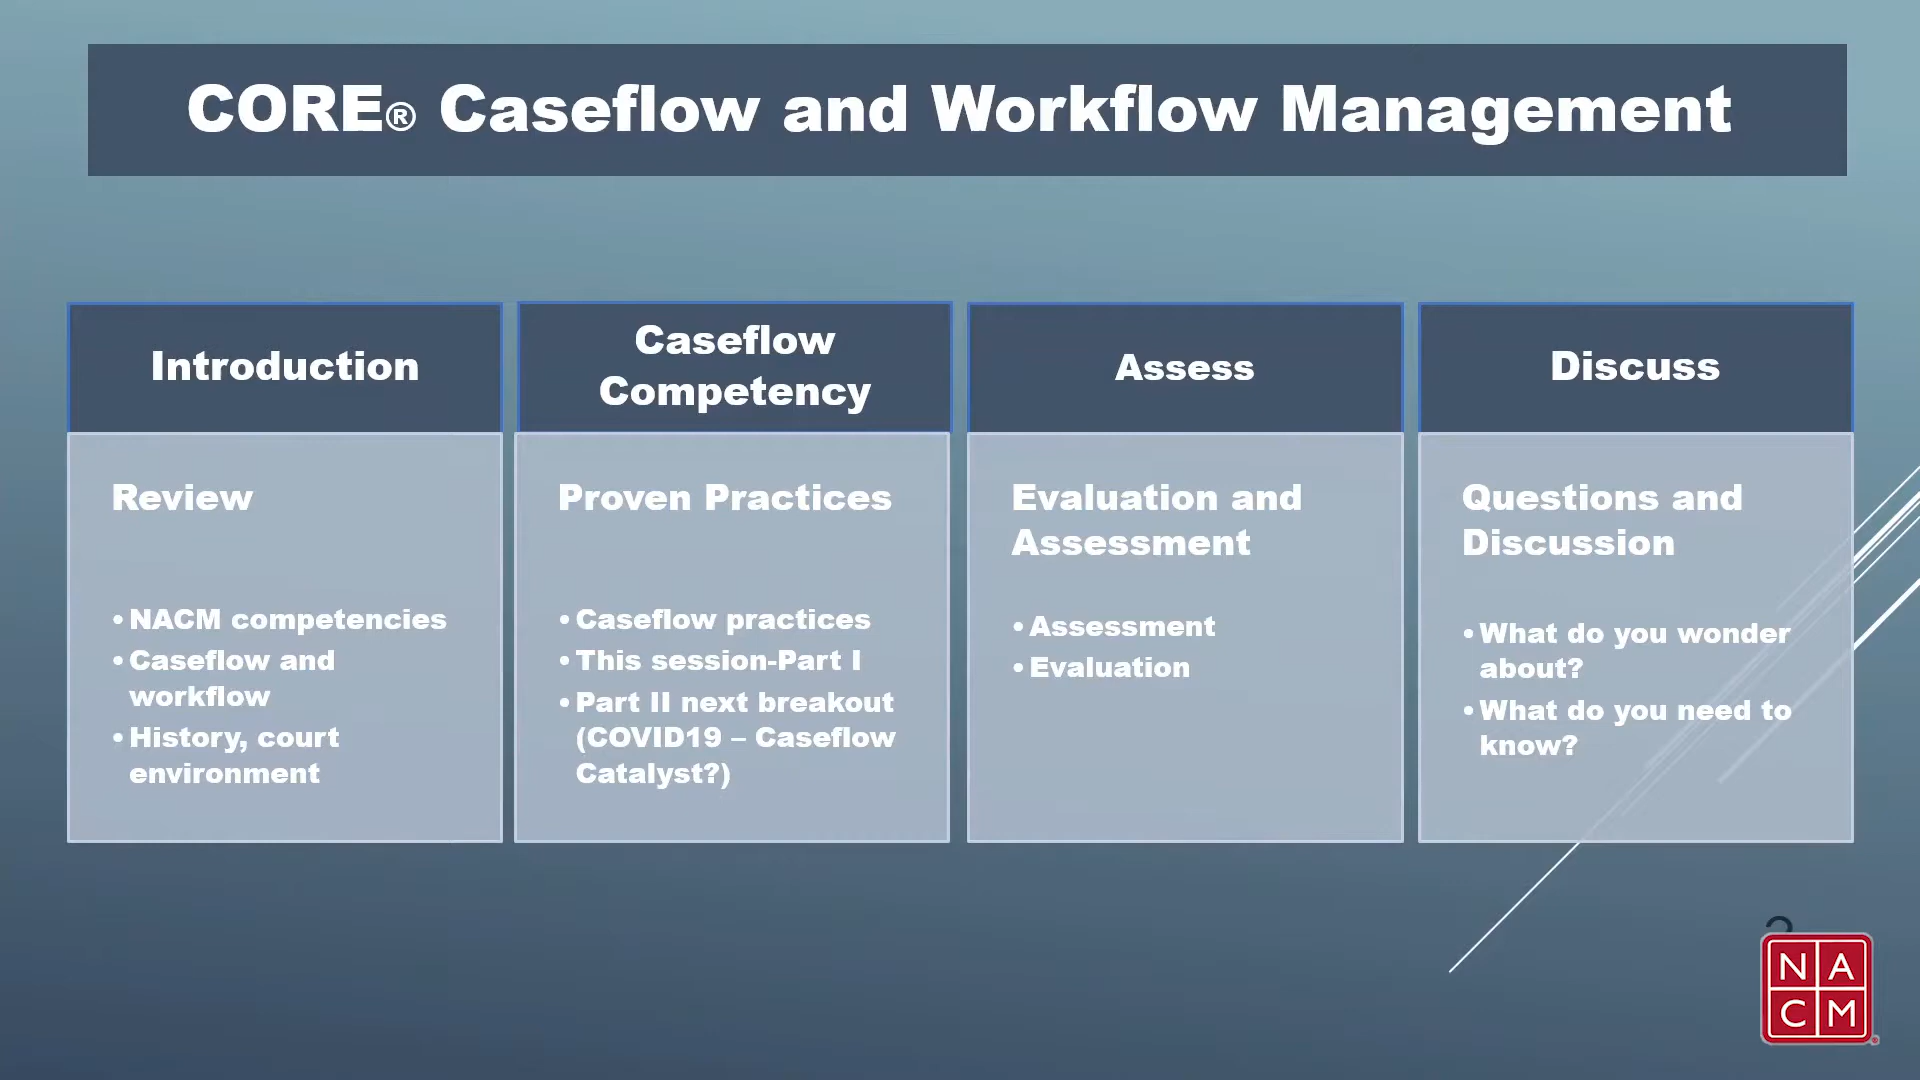 CORE® Caseflow and Workflow Management
Introduction
Review
• NACM competencies
• Caseflow and
workflow
• History, court
environment
Caseflow
Competency
Proven Practices
• Caseflow practices
• This session-Part I
• Part II next breakout
(COVID19 – Caseflow
Catalyst?)
Assess
Evaluation and
Assessment
• Assessment
• Evaluation
Discuss
Questions and
Discussion
• What do you wonder
about?
• What do you need to
know?
N A
C M